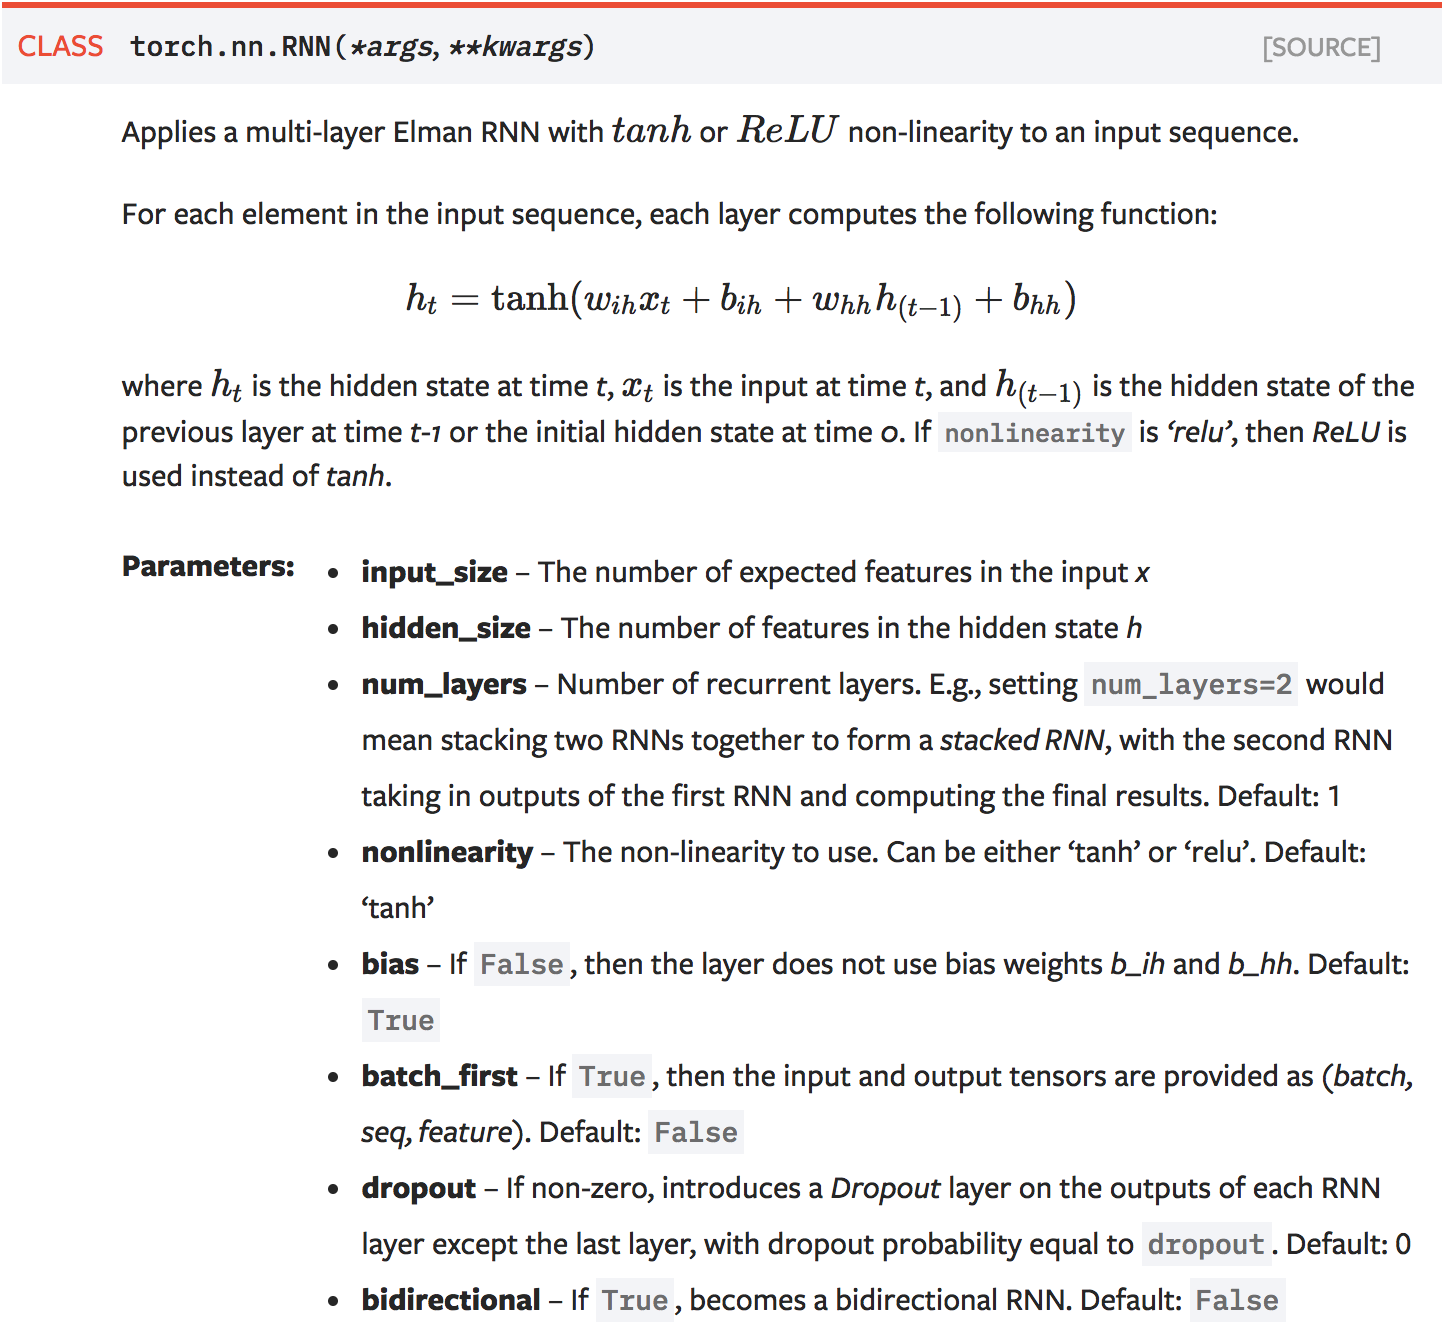 CLASS torch.nn.RNN(*args, **kwargs) [SOURCE]
Applies a multi-layer Elman RNN with tanh or ReLU non-linearity to an input sequence.
For each element in the input sequence, each layer computes the following function:
h_t = tanh(w_{ih} x_t + b_{ih} + w_{hh} h_{(t−1)} + b_{hh})
where h_t is the hidden state at time t, x_t is the input at time t, and h_{(t−1)} is the hidden state of the
previous layer at time t-1 or the initial hidden state at time 0. If nonlinearity is ‘relu’, then ReLU is
used instead of tanh.
Parameters: • input_size – The number of expected features in the input x
• hidden_size – The number of features in the hidden state h
• num_layers – Number of recurrent layers. E.g., setting num_layers=2 would
mean stacking two RNNs together to form a stacked RNN, with the second RNN
taking in outputs of the first RNN and computing the final results. Default: 1
• nonlinearity – The non-linearity to use. Can be either ‘tanh’ or ‘relu’. Default:
‘tanh’
• bias – If False, then the layer does not use bias weights b_ih and b_hh. Default:
True
• batch_first – If True, then the input and output tensors are provided as (batch,
seq, feature). Default: False
• dropout – If non-zero, introduces a Dropout layer on the outputs of each RNN
layer except the last layer, with dropout probability equal to dropout. Default: 0
• bidirectional – If True, becomes a bidirectional RNN. Default: False